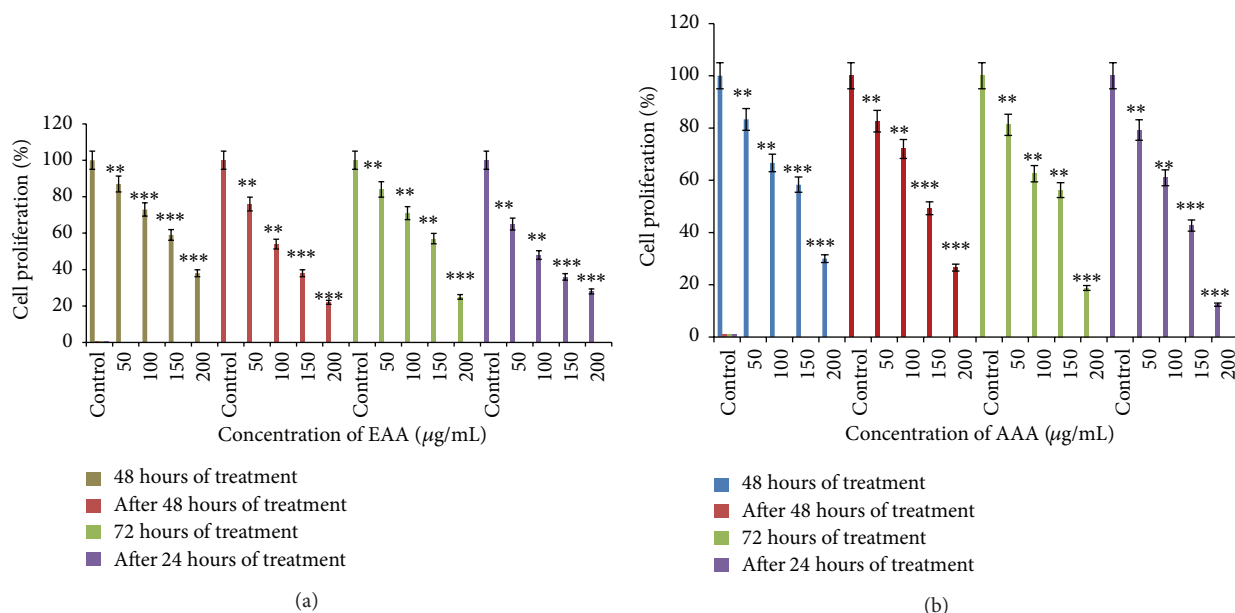 120
100
80
60
40
20
0
Cell proliferation (%)
** *** *** ***
** ** *** ***
** ** ** ***
** ** *** ***
Control 50 100 150 200 Control 50 100 150 200 Control 50 100 150 200 Control 50 100 150 200
Concentration of EAA (μg/mL)
48 hours of treatment
After 48 hours of treatment
72 hours of treatment
After 24 hours of treatment
(a)
120
100
80
60
40
20
0
Cell proliferation (%)
** ** *** ***
** ** *** ***
** ** ** ***
** ** *** ***
Control 50 100 150 200 Control 50 100 150 200 Control 50 100 150 200 Control 50 100 150 200
Concentration of AAA (μg/mL)
48 hours of treatment
After 48 hours of treatment
72 hours of treatment
After 24 hours of treatment
(b)